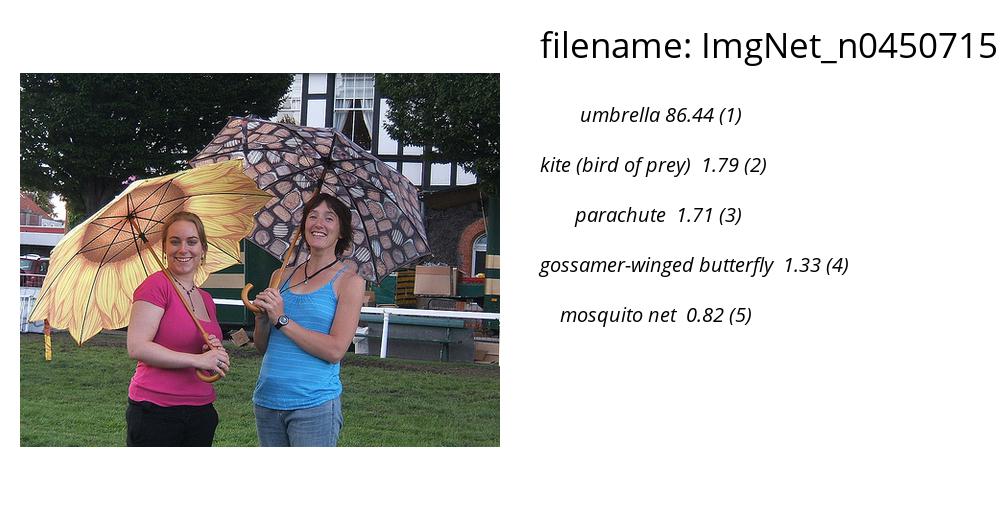 filename: ImgNet_n0450715
umbrella 86.44 (1)
kite (bird of prey) 1.79 (2)
parachute 1.71 (3)
gossamer-winged butterfly 1.33 (4)
mosquito net 0.82 (5)